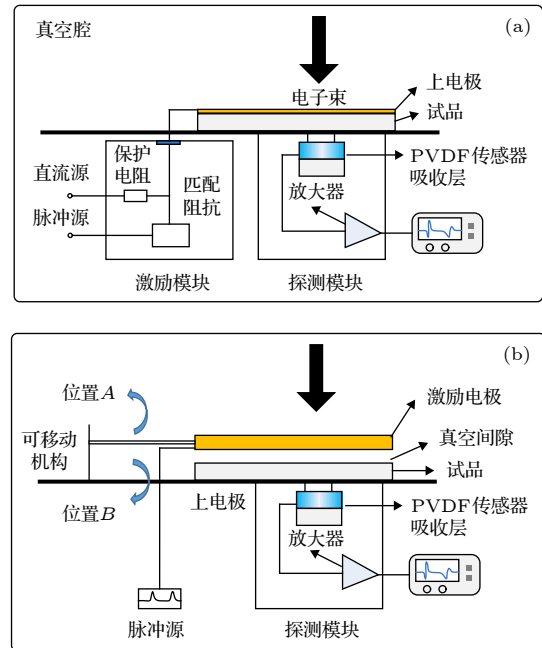 (a)
真空腔
电子束
上电极
试品
保护
电阻
直流源
匹配
阻抗
脉冲源
PVDF传感器
吸收层
放大器
激励模块
探测模块
(b)
位置A
激励电极
可移动
机构
真空间隙
试品
位置B
上电极
PVDF传感器
吸收层
放大器
脉冲源
探测模块